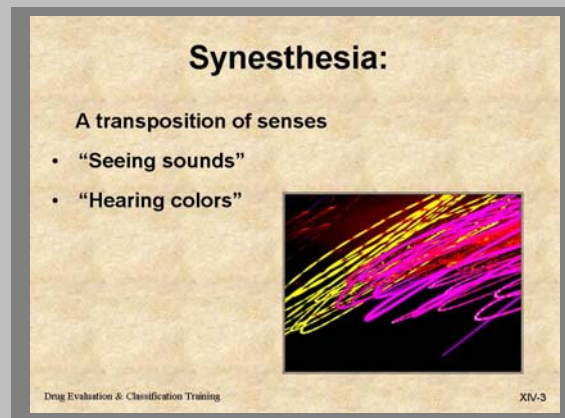 Synesthesia:
A transposition of senses
• “Seeing sounds”
• “Hearing colors”
Drug Evaluation & Classification Training
XIV-3